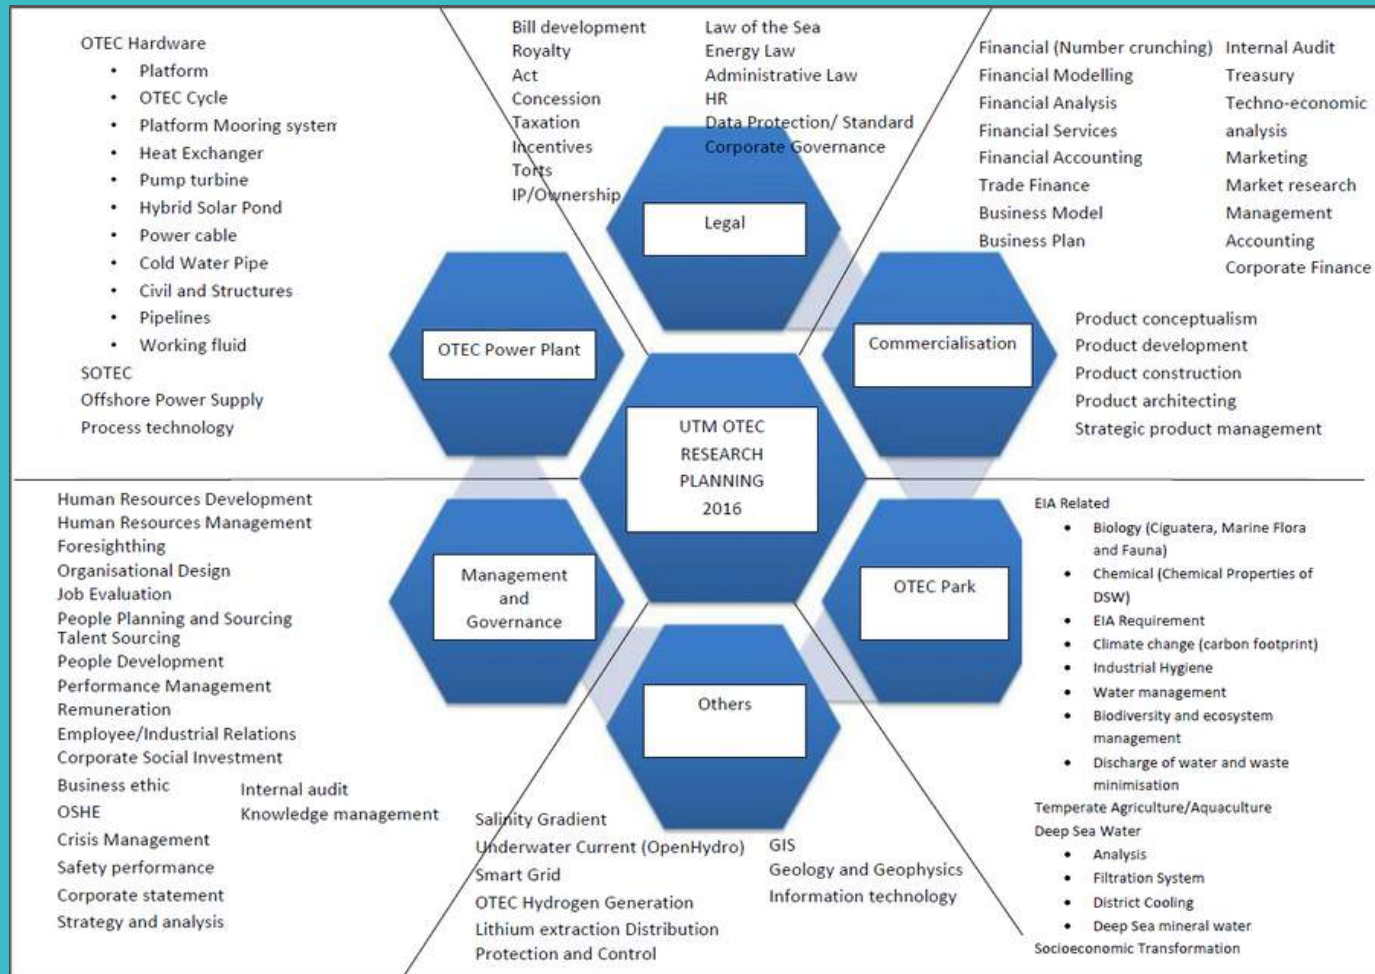 OTEC Hardware
• Platform
• OTEC Cycle
• Platform Mooring system
• Heat Exchanger
• Pump turbine
• Hybrid Solar Pond
• Power cable
• Cold Water Pipe
• Civil and Structures
• Pipelines
• Working fluid
SOTEC
Offshore Power Supply
Process technology
Bill development
Royalty
Act
Concession
Taxation
Incentives
Torts
IP/Ownership
Law of the Sea
Energy Law
Administrative Law
HR
Data Protection/ Standard
Corporate Governance
Financial (Number crunching)
Financial Modelling
Financial Analysis
Financial Services
Financial Accounting
Trade Finance
Business Model
Business Plan
Internal Audit
Treasury
Techno-economic
analysis
Marketing
Market research
Management
Accounting
Corporate Finance
Product conceptualism
Product development
Product construction
Product architecting
Strategic product management
Legal
OTEC Power Plant
Commercialisation
UTM OTEC
RESEARCH
PLANNING
2016
Management
and
Governance
OTEC Park
Others
Human Resources Development
Human Resources Management
Foresighthing
Organisational Design
Job Evaluation
People Planning and Sourcing
Talent Sourcing
People Development
Performance Management
Remuneration
Employee/Industrial Relations
Corporate Social Investment
Business ethic
OSHE
Crisis Management
Safety performance
Corporate statement
Strategy and analysis
Internal audit
Knowledge management
Salinity Gradient
Underwater Current (OpenHydro)
Smart Grid
OTEC Hydrogen Generation
Lithium extraction Distribution
Protection and Control
GIS
Geology and Geophysics
Information technology
EIA Related
• Biology (Ciguatera, Marine Flora
and Fauna)
• Chemical (Chemical Properties of
DSW)
• EIA Requirement
• Climate change (carbon footprint)
• Industrial Hygiene
• Water management
• Biodiversity and ecosystem
management
• Discharge of water and waste
minimisation
Temperate Agriculture/Aquaculture
Deep Sea Water
• Analysis
• Filtration System
• District Cooling
• Deep Sea mineral water
Socioeconomic Transformation